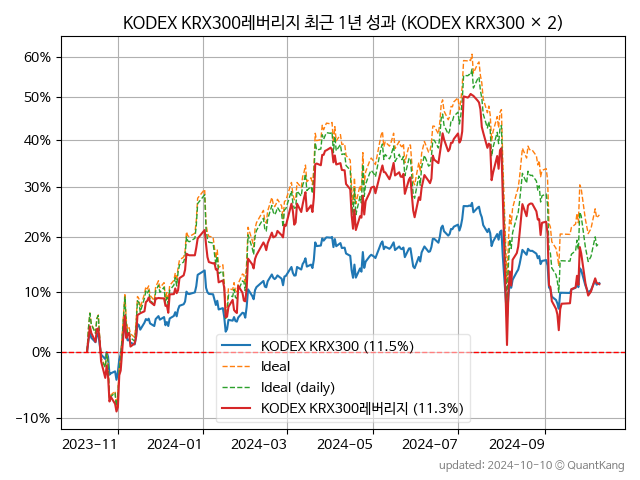 KODEX KRX300레버리지 최근 1년 성과 (KODEX KRX300 × 2)
60%
50%
40%
30%
20%
10%
0%
−10%
KODEX KRX300 (11.5%)
Ideal
Ideal (daily)
KODEX KRX300레버리지 (11.3%)
2023−11
2024−01
2024−03
2024−05
2024−07
2024−09
updated: 2024-10-10 © QuantKang